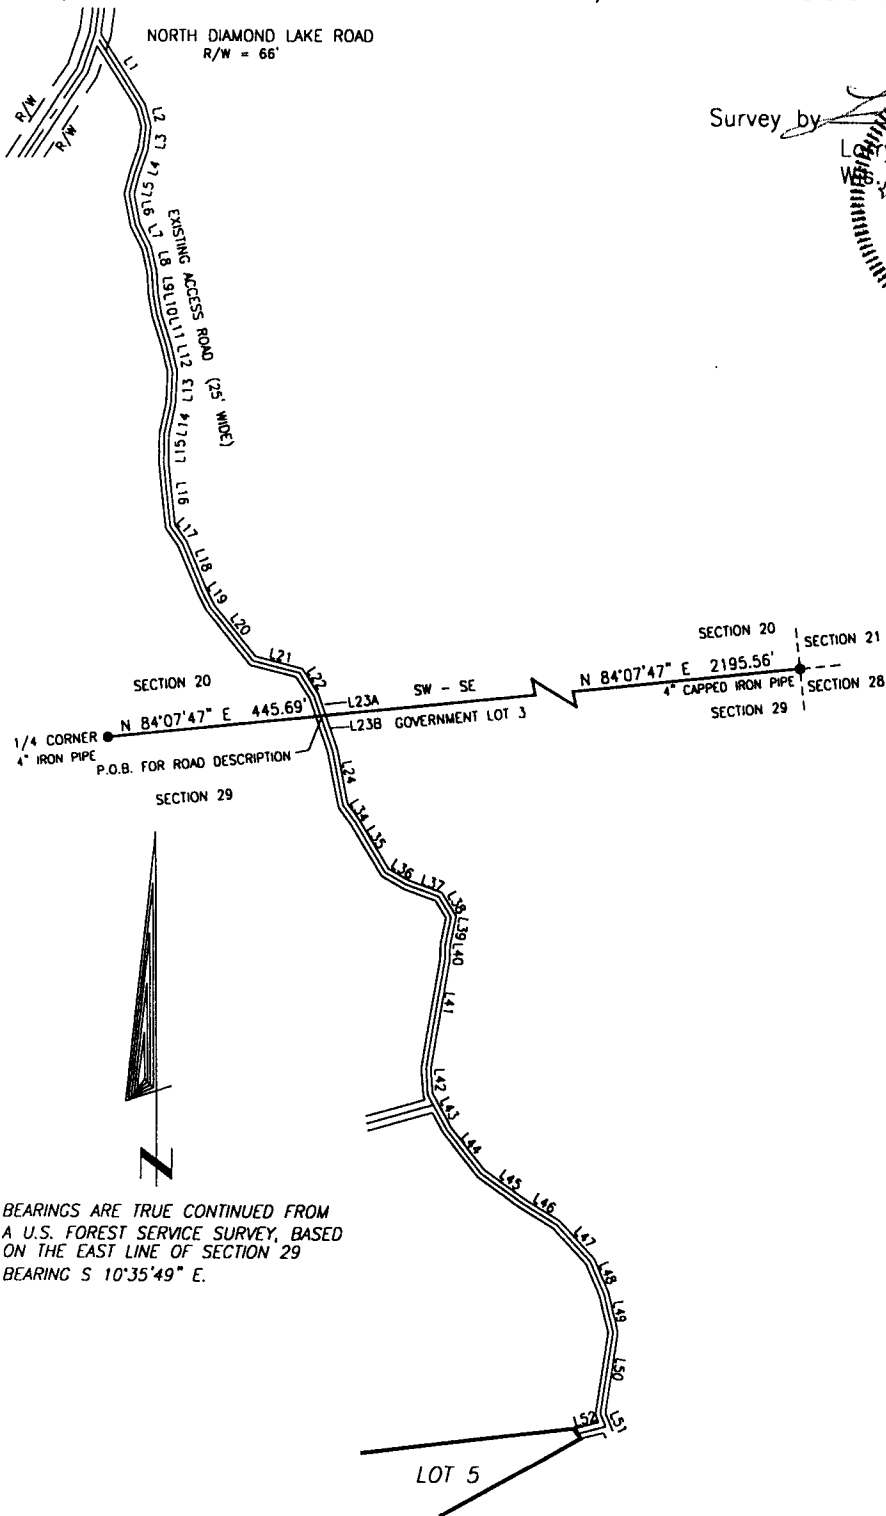 NORTH DIAMOND LAKE ROAD
R/W = 66'
R/W
R/W
Survey by
L1
L2
L3
L4
L5
L6
L7
L8
L9
L10
L11
L12
L13
L14
L15
L16
L17
L18
L19
L20
L21
L22
EXISTING ACCESS ROAD (25' WIDE)
SECTION 20
SECTION 21
SECTION 20
L23A
SW - SE
N 84°07'47" E 2195.56'
4" CAPPED IRON PIPE
SECTION 28
SECTION 29
N 84°07'47" E 445.69'
L23B
GOVERNMENT LOT 3
1/4 CORNER
4" IRON PIPE
P.O.B. FOR ROAD DESCRIPTION
SECTION 29
L24
L34
L35
L36
L37
L38
L39
L40
L41
L42
L43
L44
L45
L46
L47
L48
L49
L50
L51
L52
N
BEARINGS ARE TRUE CONTINUED FROM
A U.S. FOREST SERVICE SURVEY, BASED
ON THE EAST LINE OF SECTION 29
BEARING S 10°35'49" E.
LOT 5